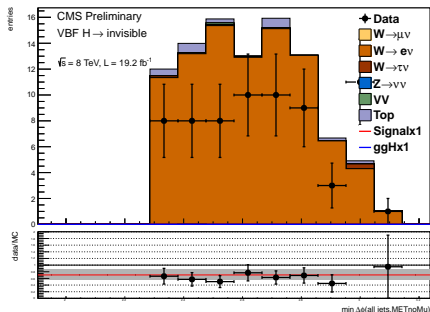 entries
16
14
12
10
8
6
4
2
0
CMS Preliminary
VBF H→ invisible
√s = 8 TeV, L = 19.2 fb⁻¹
Data
W→μν
W→eν
W→τν
Z→νν
VV
Top
Signalx1
ggHx1
data/MC
min Δφ(all jets,METnoMu)